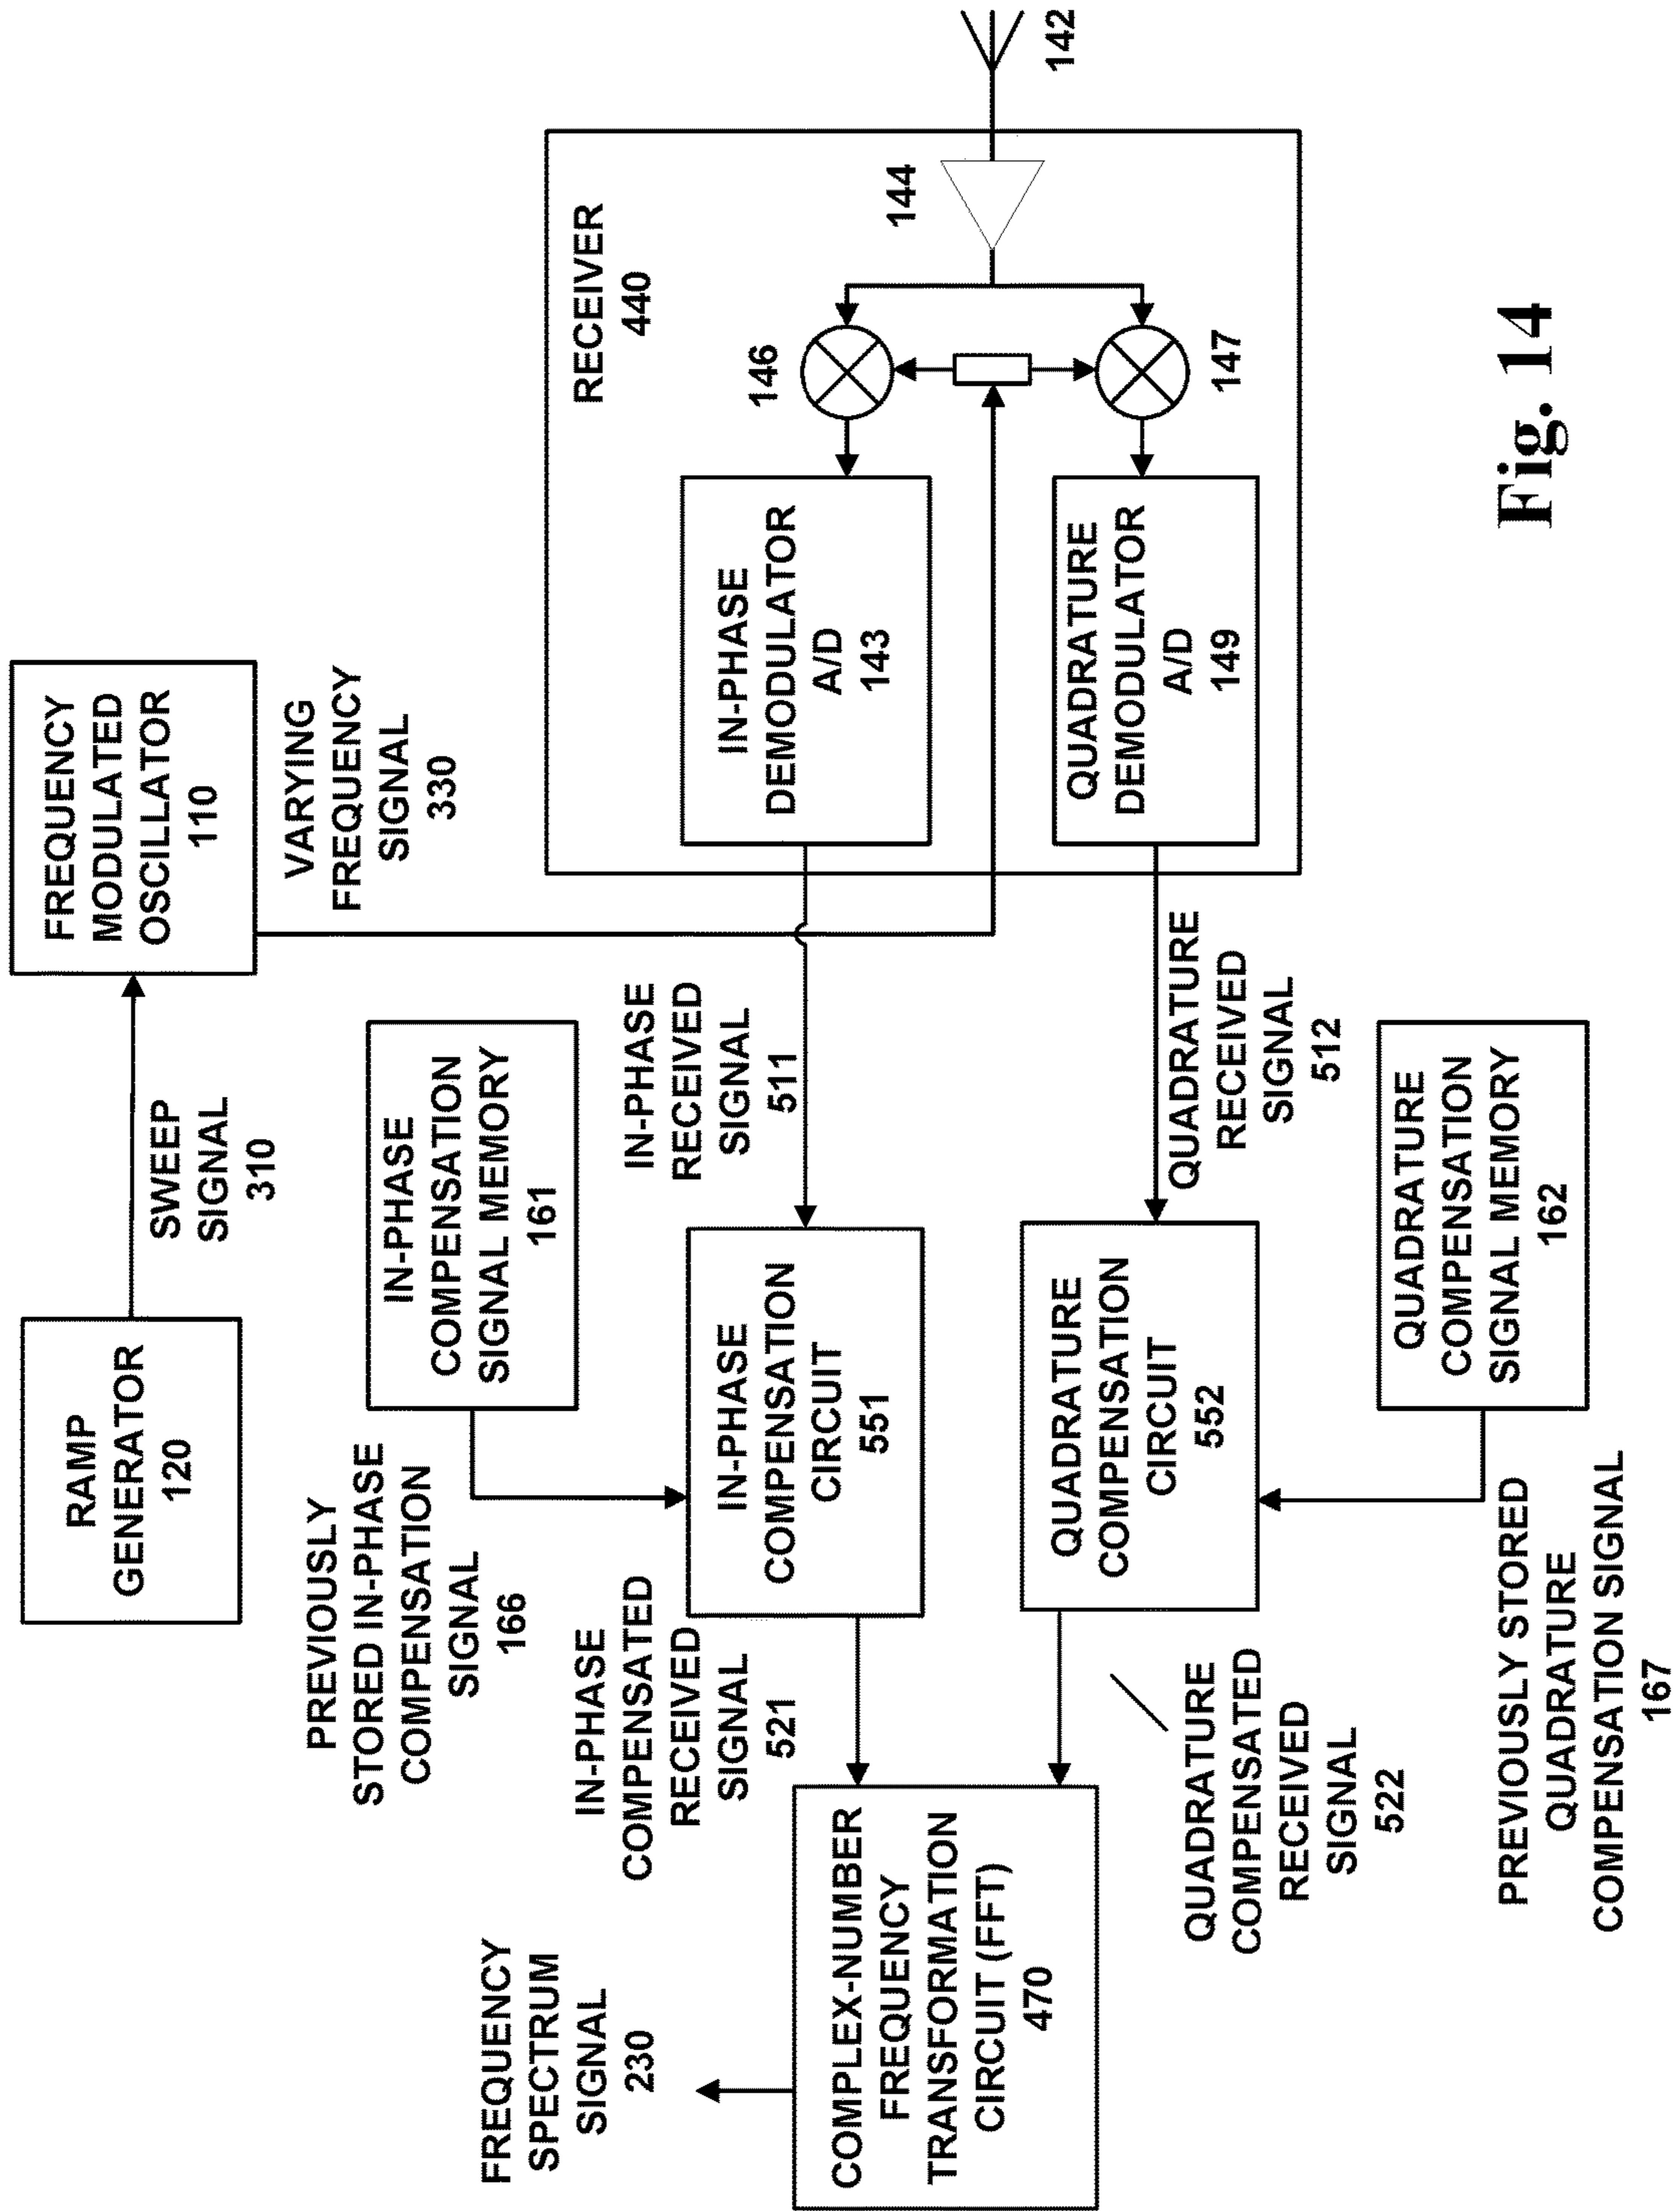 RAMP
GENERATOR
120
SWEEP
SIGNAL
310
FREQUENCY
MODULATED
OSCILLATOR
110
VARYING
FREQUENCY
SIGNAL
330
PREVIOUSLY
STORED IN-PHASE
COMPENSATION
SIGNAL
166
IN-PHASE
COMPENSATION
SIGNAL MEMORY
161
IN-PHASE
RECEIVED
SIGNAL
511
RECEIVER
440
FREQUENCY
SPECTRUM
SIGNAL
230
IN-PHASE
COMPENSATED
RECEIVED
SIGNAL
521
IN-PHASE
COMPENSATION
CIRCUIT
551
IN-PHASE
DEMODULATOR
A/D
143
146
144
142
COMPLEX-NUMBER
FREQUENCY
TRANSFORMATION
CIRCUIT (FFT)
470
QUADRATURE
COMPENSATION
CIRCUIT
552
QUADRATURE
DEMODULATOR
A/D
149
147
QUADRATURE
COMPENSATED
RECEIVED
SIGNAL
522
QUADRATURE
RECEIVED
SIGNAL
512
PREVIOUSLY STORED
QUADRATURE
COMPENSATION SIGNAL
167
QUADRATURE
COMPENSATION
SIGNAL MEMORY
162
Fig. 14